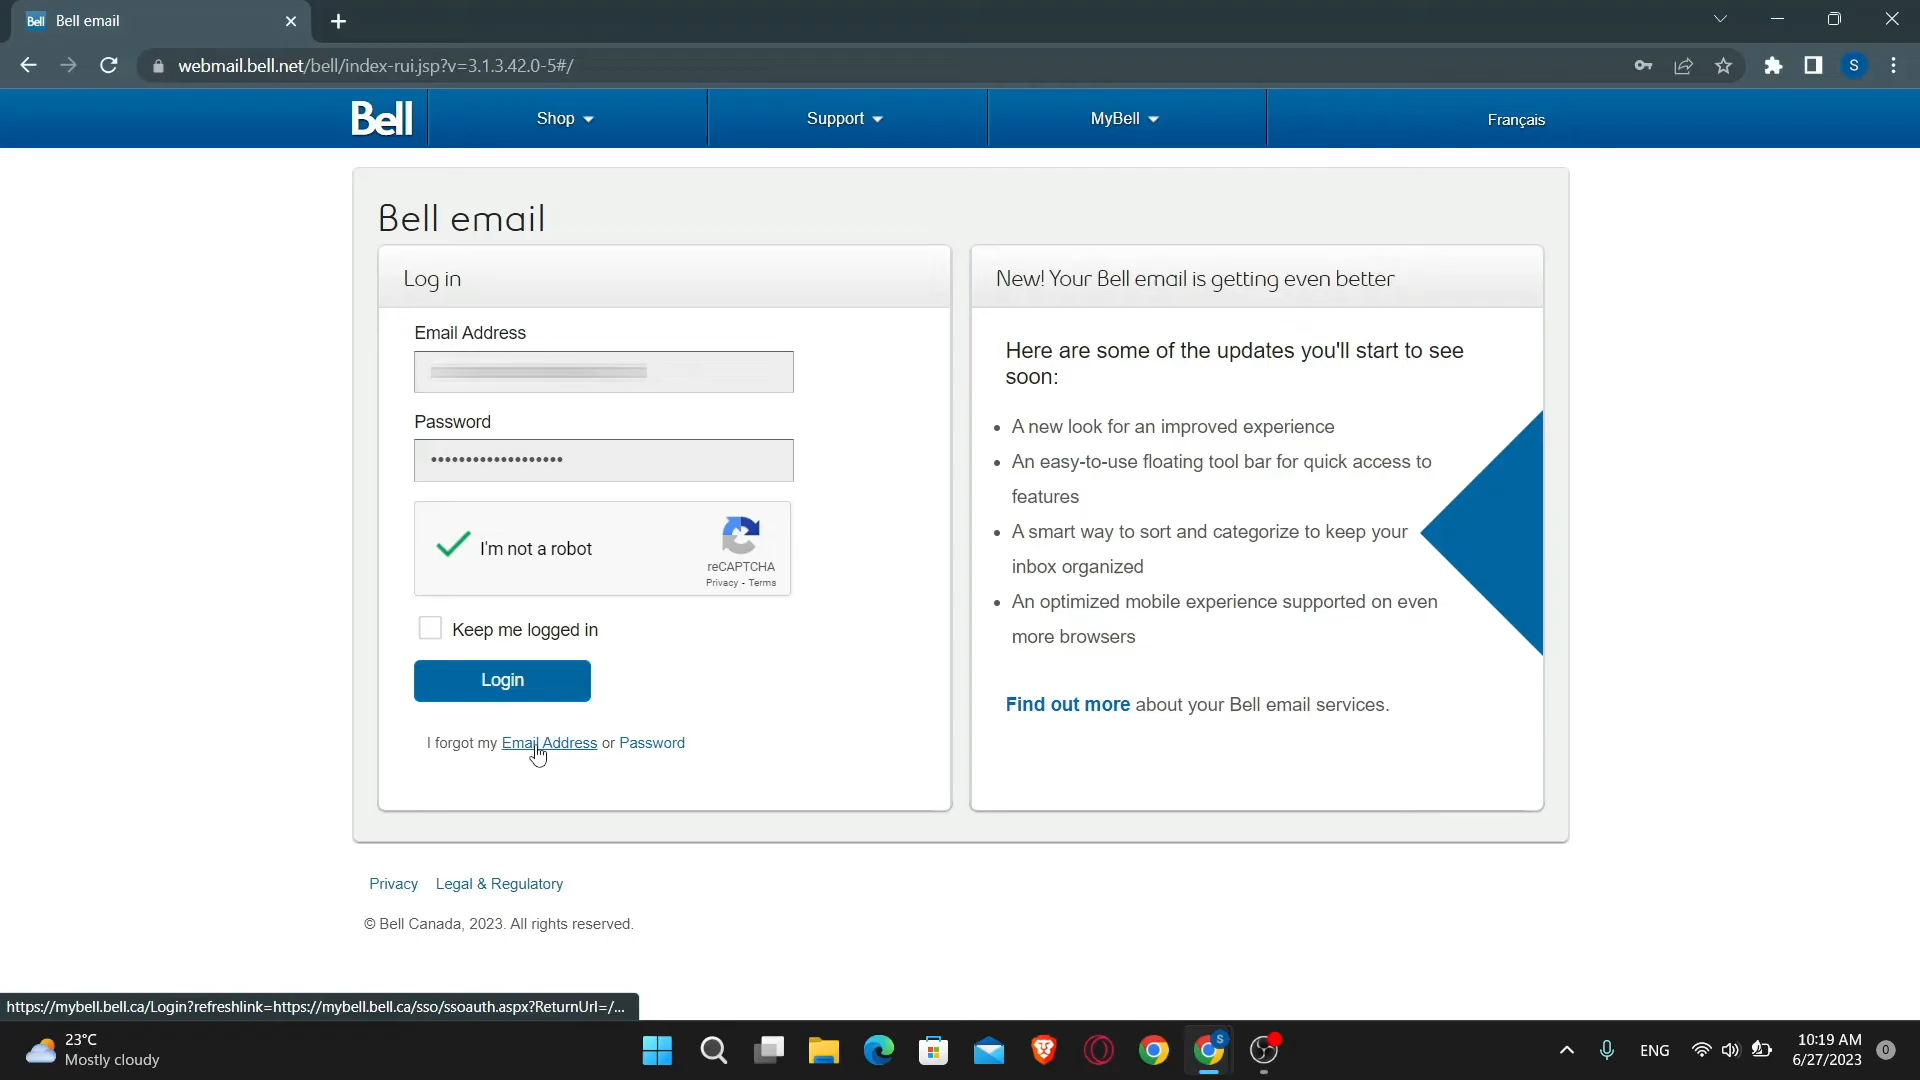 Bell Bell email
webmail.bell.net/bell/index-rui.jsp?v=3.1.3.42.0-5#/
S
Bell
Shop
Support
MyBell
Français
Bell email
Log in
Email Address
Password
•••••••••••••••••••
I'm not a robot
reCAPTCHA
Privacy - Terms
Keep me logged in
Login
I forgot my Email Address or Password
New! Your Bell email is getting even better
Here are some of the updates you'll start to see
soon:
• A new look for an improved experience
• An easy-to-use floating tool bar for quick access to
features
• A smart way to sort and categorize to keep your
inbox organized
• An optimized mobile experience supported on even
more browsers
Find out more about your Bell email services.
Privacy Legal & Regulatory
© Bell Canada, 2023. All rights reserved.
https://mybell.bell.ca/Login?refreshlink=https://mybell.bell.ca/sso/ssoauth.aspx?ReturnUrl=/...
23°C
Mostly cloudy
S
ENG
10:19 AM
6/27/2023
0